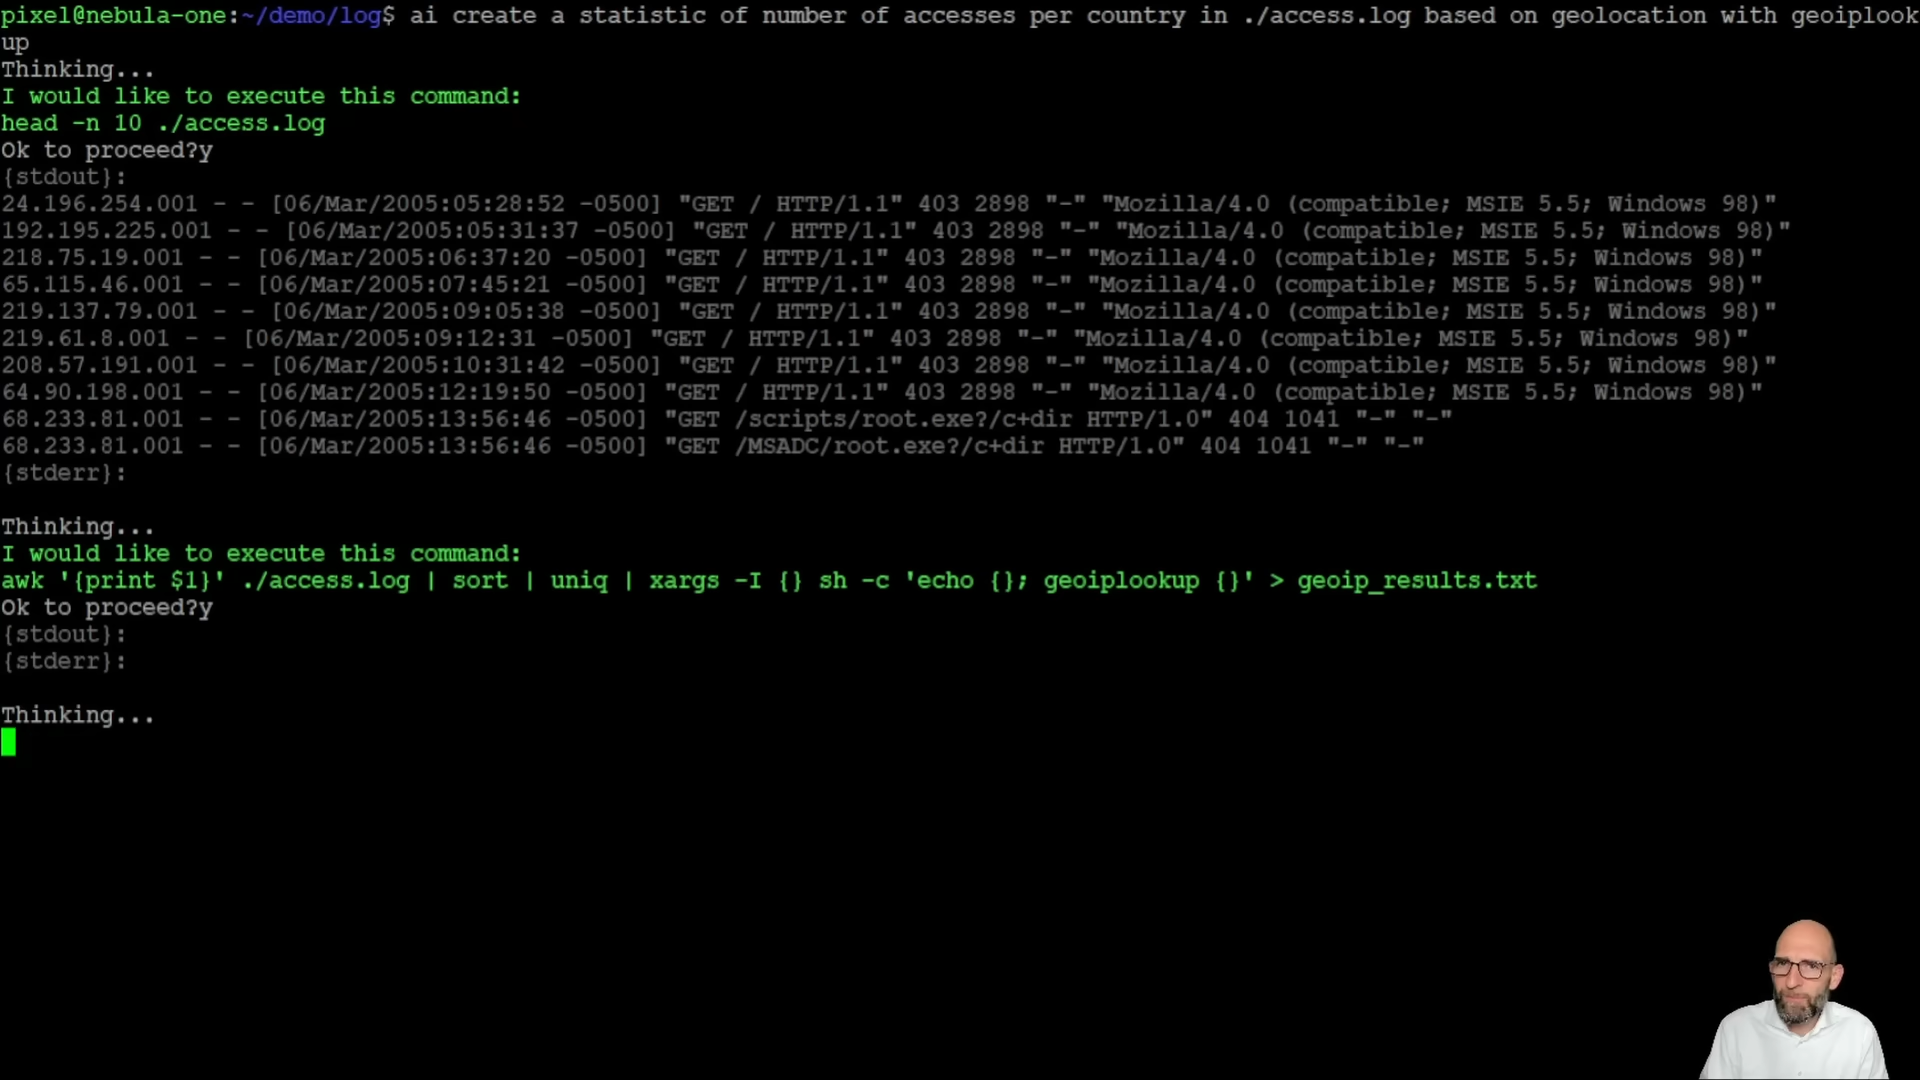 pixel@nebula-one:~/demo/log$ ai create a statistic of number of accesses per country in ./access.log based on geolocation with geoiplook
up
Thinking...
I would like to execute this command:
head -n 10 ./access.log
Ok to proceed?y
{stdout}:
24.196.254.001 - - [06/Mar/2005:05:28:52 -0500] "GET / HTTP/1.1" 403 2898 "-" "Mozilla/4.0 (compatible; MSIE 5.5; Windows 98)"
192.195.225.001 - - [06/Mar/2005:05:31:37 -0500] "GET / HTTP/1.1" 403 2898 "-" "Mozilla/4.0 (compatible; MSIE 5.5; Windows 98)"
218.75.19.001 - - [06/Mar/2005:06:37:20 -0500] "GET / HTTP/1.1" 403 2898 "-" "Mozilla/4.0 (compatible; MSIE 5.5; Windows 98)"
65.115.46.001 - - [06/Mar/2005:07:45:21 -0500] "GET / HTTP/1.1" 403 2898 "-" "Mozilla/4.0 (compatible; MSIE 5.5; Windows 98)"
219.137.79.001 - - [06/Mar/2005:09:05:38 -0500] "GET / HTTP/1.1" 403 2898 "-" "Mozilla/4.0 (compatible; MSIE 5.5; Windows 98)"
219.61.8.001 - - [06/Mar/2005:09:12:31 -0500] "GET / HTTP/1.1" 403 2898 "-" "Mozilla/4.0 (compatible; MSIE 5.5; Windows 98)"
208.57.191.001 - - [06/Mar/2005:10:31:42 -0500] "GET / HTTP/1.1" 403 2898 "-" "Mozilla/4.0 (compatible; MSIE 5.5; Windows 98)"
64.90.198.001 - - [06/Mar/2005:12:19:50 -0500] "GET / HTTP/1.1" 403 2898 "-" "Mozilla/4.0 (compatible; MSIE 5.5; Windows 98)"
68.233.81.001 - - [06/Mar/2005:13:56:46 -0500] "GET /scripts/root.exe?/c+dir HTTP/1.0" 404 1041 "-" "-"
68.233.81.001 - - [06/Mar/2005:13:56:46 -0500] "GET /MSADC/root.exe?/c+dir HTTP/1.0" 404 1041 "-" "-"
{stderr}:
Thinking...
I would like to execute this command:
awk '{print $1}' ./access.log | sort | uniq | xargs -I {} sh -c 'echo {}; geoiplookup {}' > geoip_results.txt
Ok to proceed?y
{stdout}:
{stderr}:
Thinking...